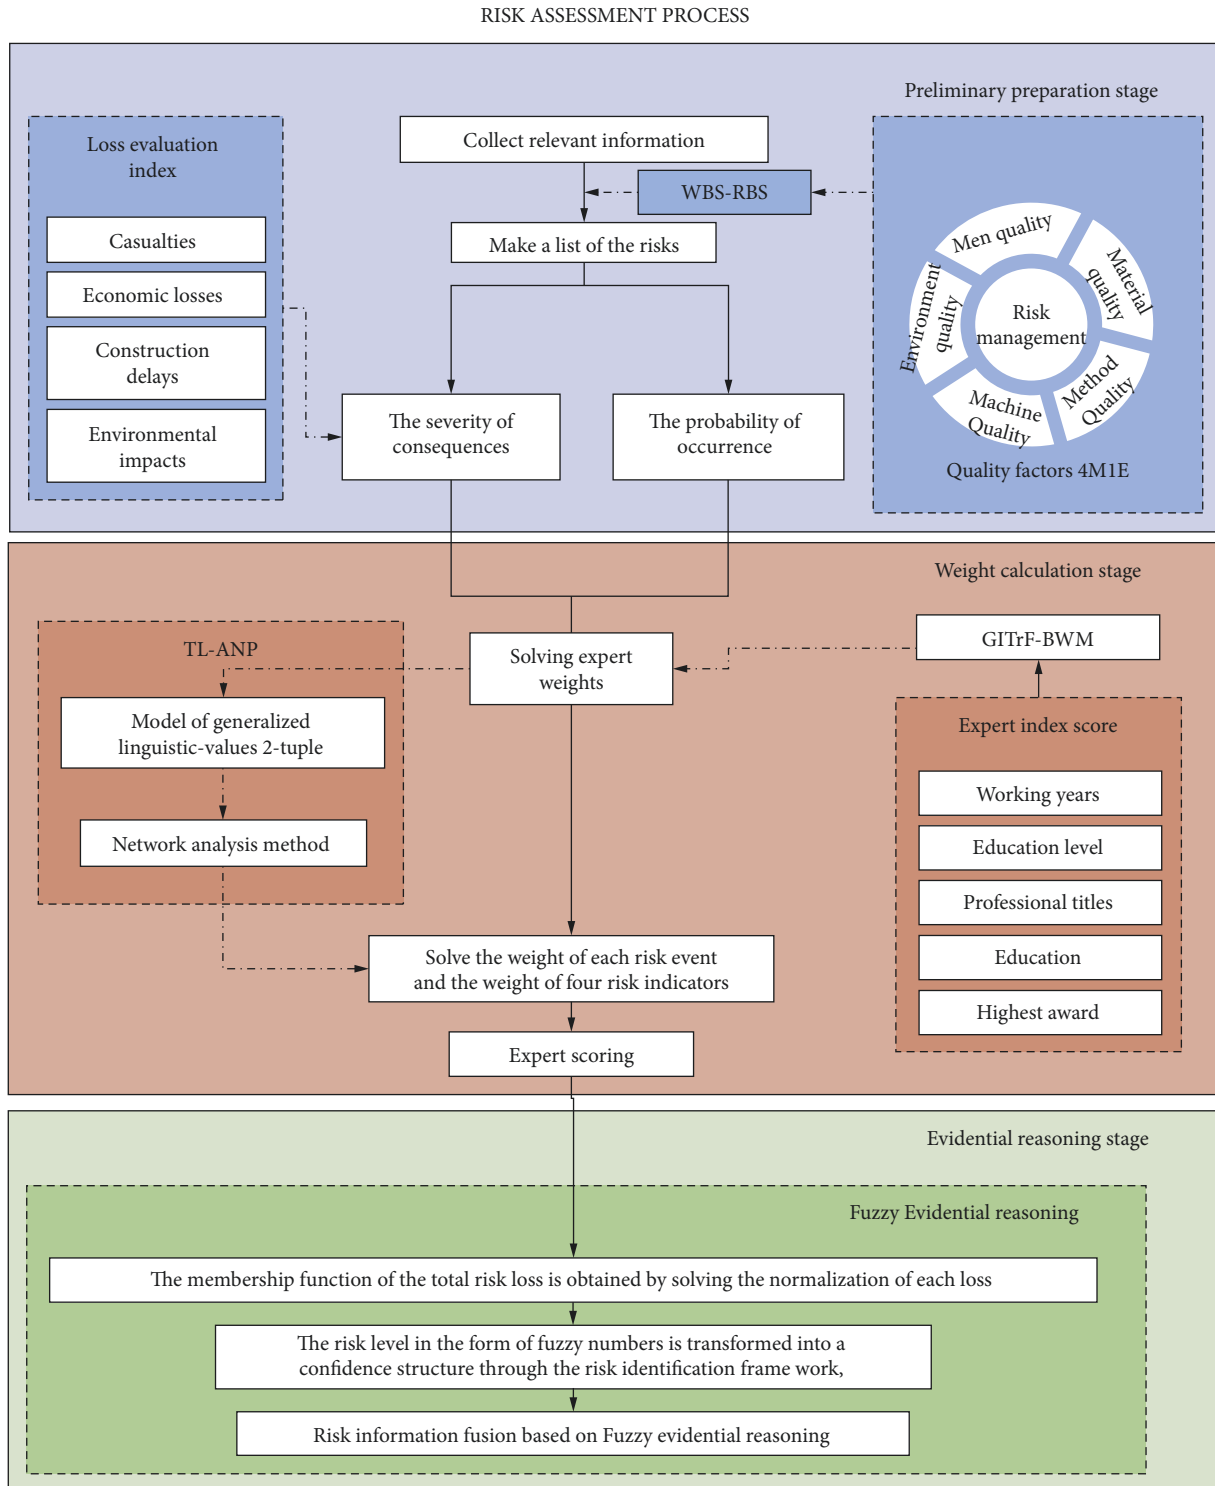 RISK ASSESSMENT PROCESS
Preliminary preparation stage
Loss evaluation
index
Casualties
Economic losses
Construction
delays
Environmental
impacts
Collect relevant information
WBS-RBS
Make a list of the risks
The severity of
consequences
The probability of
occurrence
Men quality
Material
quality
Method
Quality
Machine
Quality
Environment
quality
Risk
management
Quality factors 4M1E
Weight calculation stage
TL-ANP
Model of generalized
linguistic-values 2-tuple
Network analysis method
Solving expert
weights
GITrF-BWM
Expert index score
Working years
Education level
Professional titles
Education
Highest award
Solve the weight of each risk event
and the weight of four risk indicators
Expert scoring
Evidential reasoning stage
Fuzzy Evidential reasoning
The membership function of the total risk loss is obtained by solving the normalization of each loss
The risk level in the form of fuzzy numbers is transformed into a
confidence structure through the risk identification frame work,
Risk information fusion based on Fuzzy evidential reasoning